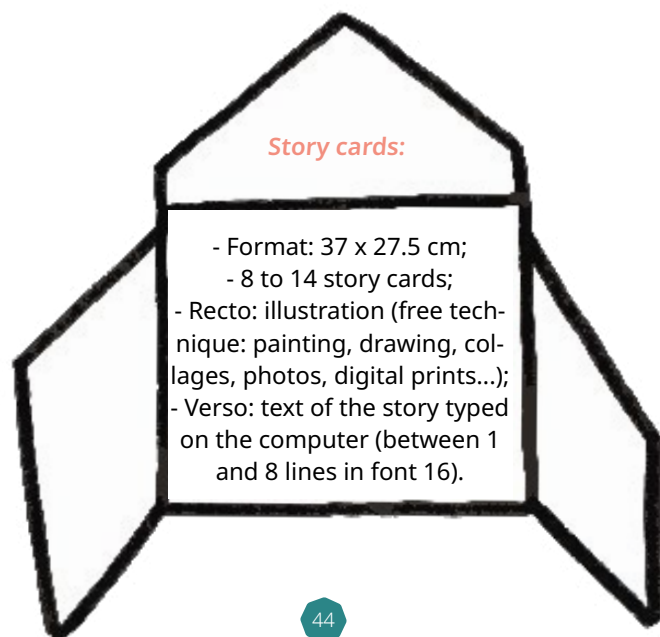 Story cards:
- Format: 37 x 27.5 cm;
- 8 to 14 story cards;
- Recto: illustration (free tech-
nique: painting, drawing, col-
lages, photos, digital prints...);
- Verso: text of the story typed
on the computer (between 1
and 8 lines in font 16).
44